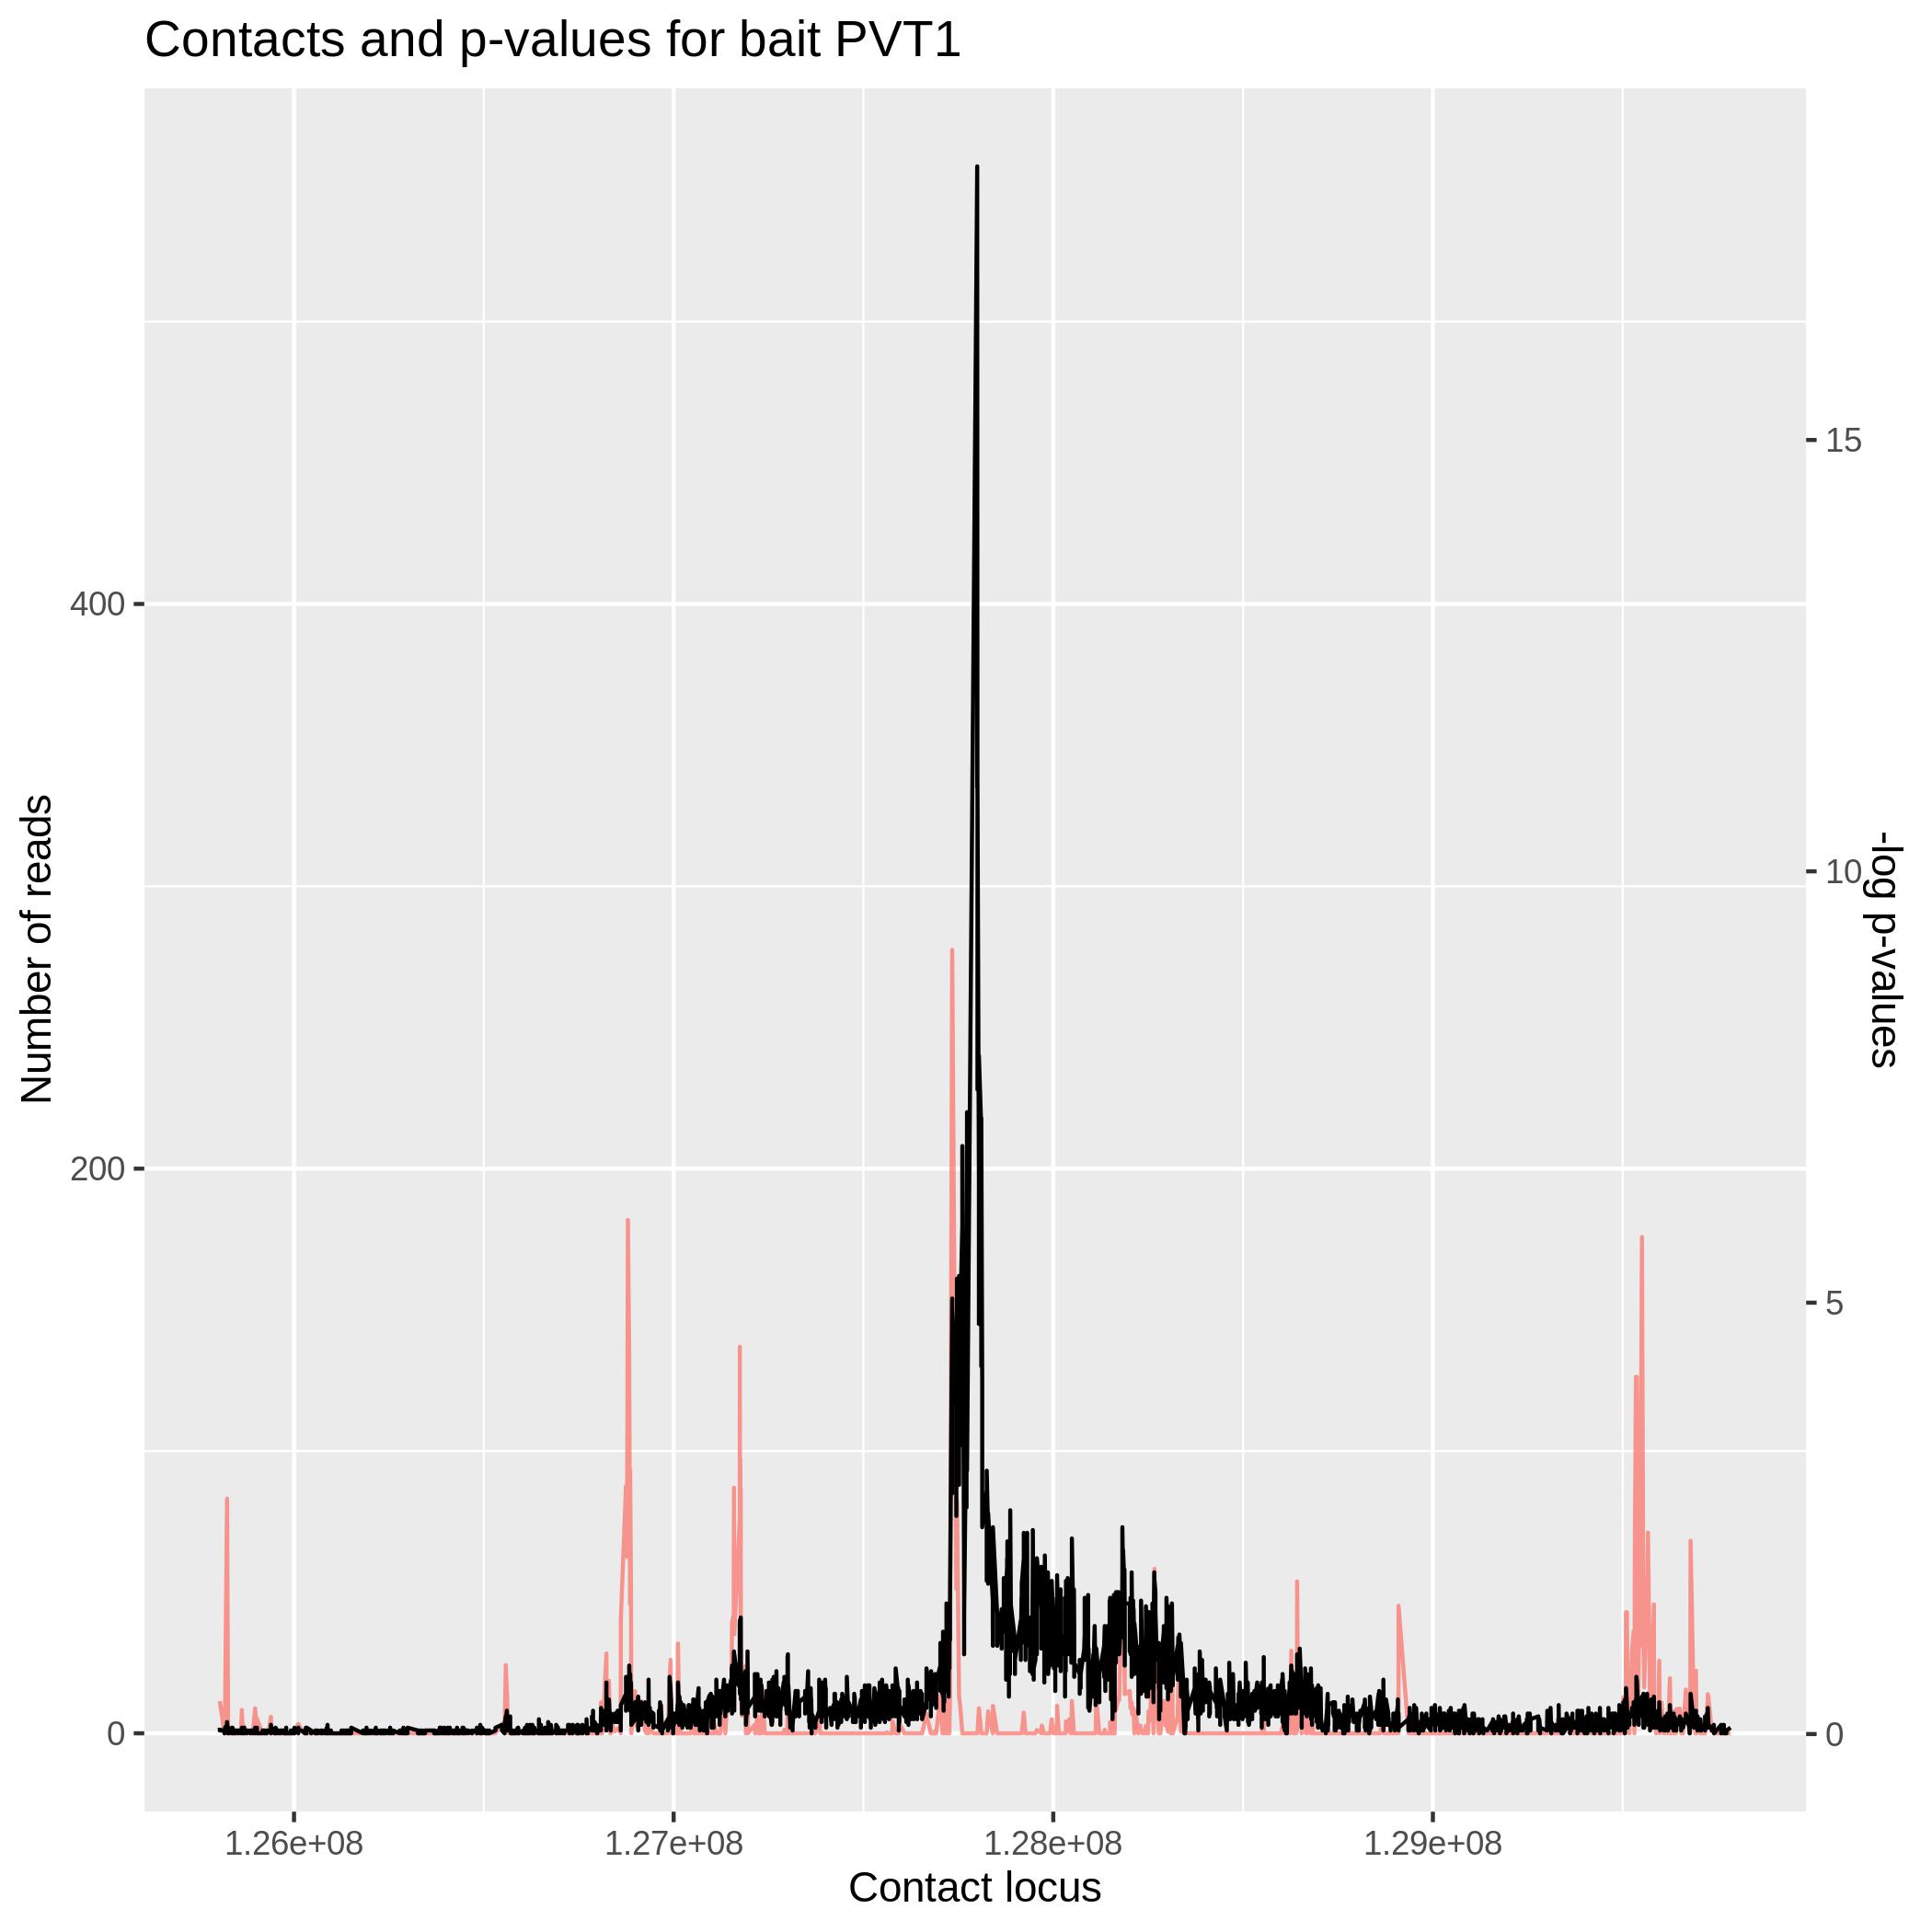 Contacts and p-values for bait PVT1
Number of reads
400
200
0
15
10
5
0
-log p-values
1.26e+08 1.27e+08 1.28e+08 1.29e+08
Contact locus